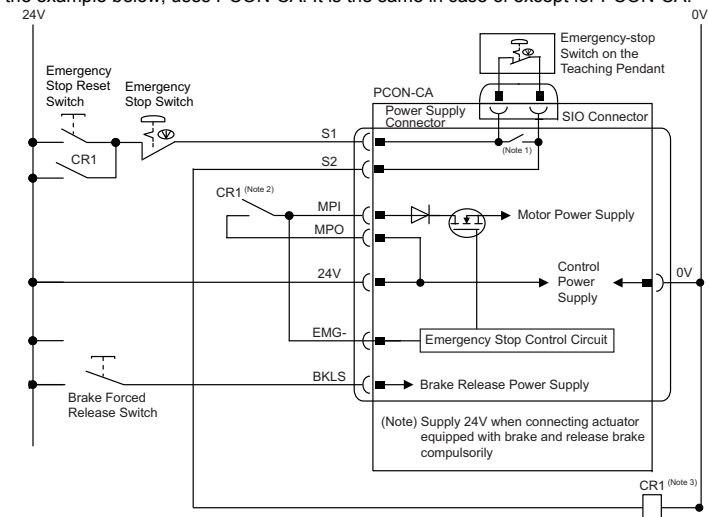 the example below, uses PCON-CA. It is the same in case of except for PCON-CA.
24V
0V
Emergency-stop
Switch on the
Teaching Pendant
Emergency
Stop Reset
Switch
Emergency
Stop Switch
PCON-CA
Power Supply
Connector
SIO Connector
S1
(Note 1)
CR1
S2
CR1 (Note 2)
MPI
Motor Power Supply
MPO
24V
Control
Power
Supply
0V
EMG-
Emergency Stop Control Circuit
BKLS
Brake Release Power Supply
Brake Forced
Release Switch
(Note) Supply 24V when connecting actuator
equipped with brake and release brake
compulsorily
CR1 (Note 3)